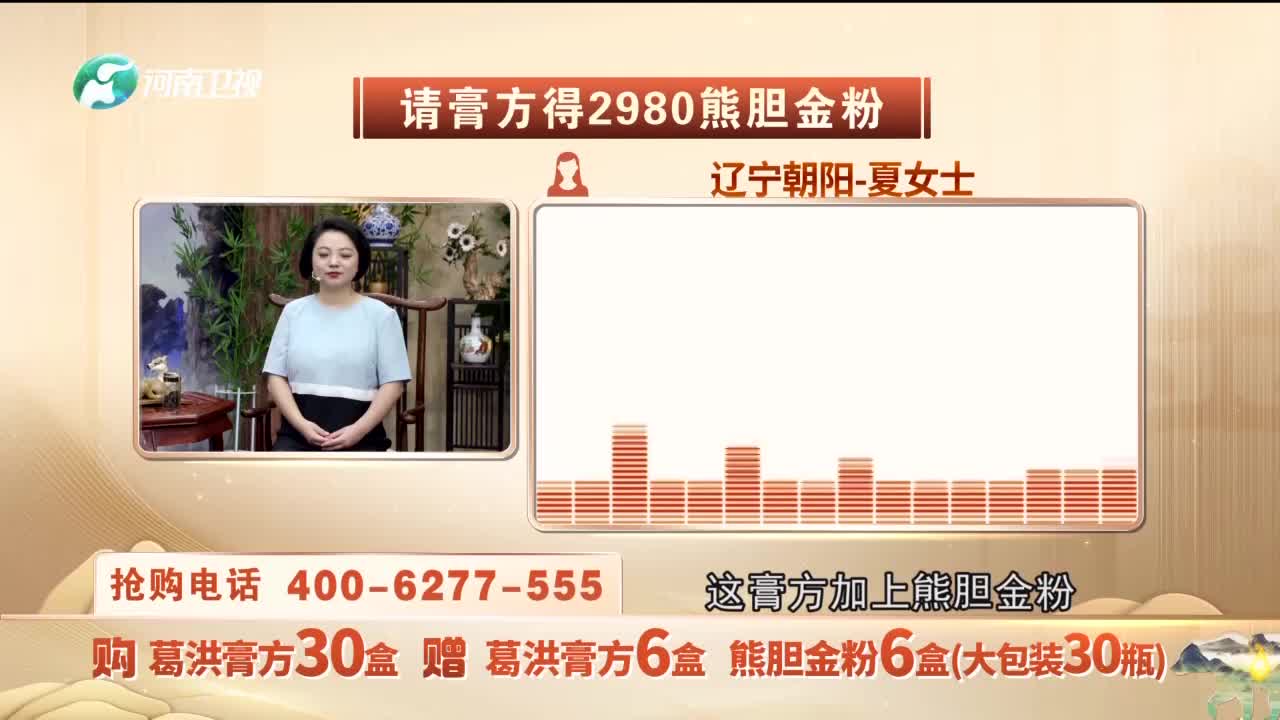 河南卫视
请膏方得2980熊胆金粉
辽宁朝阳-夏女士
抢购电话 400-6277-555
这膏方加上熊胆金粉
购 葛洪膏方30盒 赠 葛洪膏方6盒 熊胆金粉6盒(大包装30瓶)